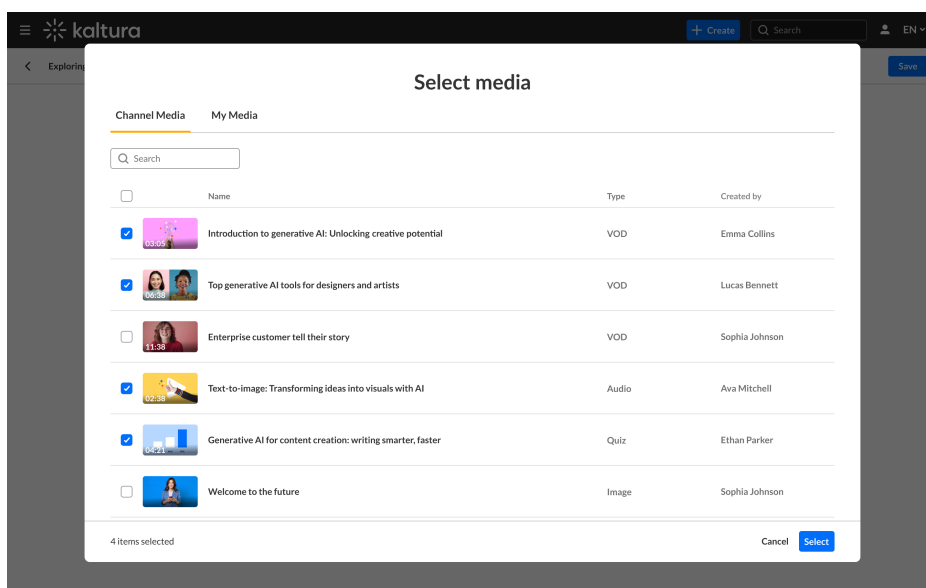 kaltura
Create
Search
EN
Exploring
Save
Select media
Channel Media
My Media
Search
Name Type Created by
03:05 Introduction to generative AI: Unlocking creative potential VOD Emma Collins
06:38 Top generative AI tools for designers and artists VOD Lucas Bennett
11:38 Enterprise customer tell their story VOD Sophia Johnson
02:38 Text-to-image: Transforming ideas into visuals with AI Audio Ava Mitchell
04:21 Generative AI for content creation: writing smarter, faster Quiz Ethan Parker
Welcome to the future Image Sophia Johnson
4 items selected
Cancel
Select